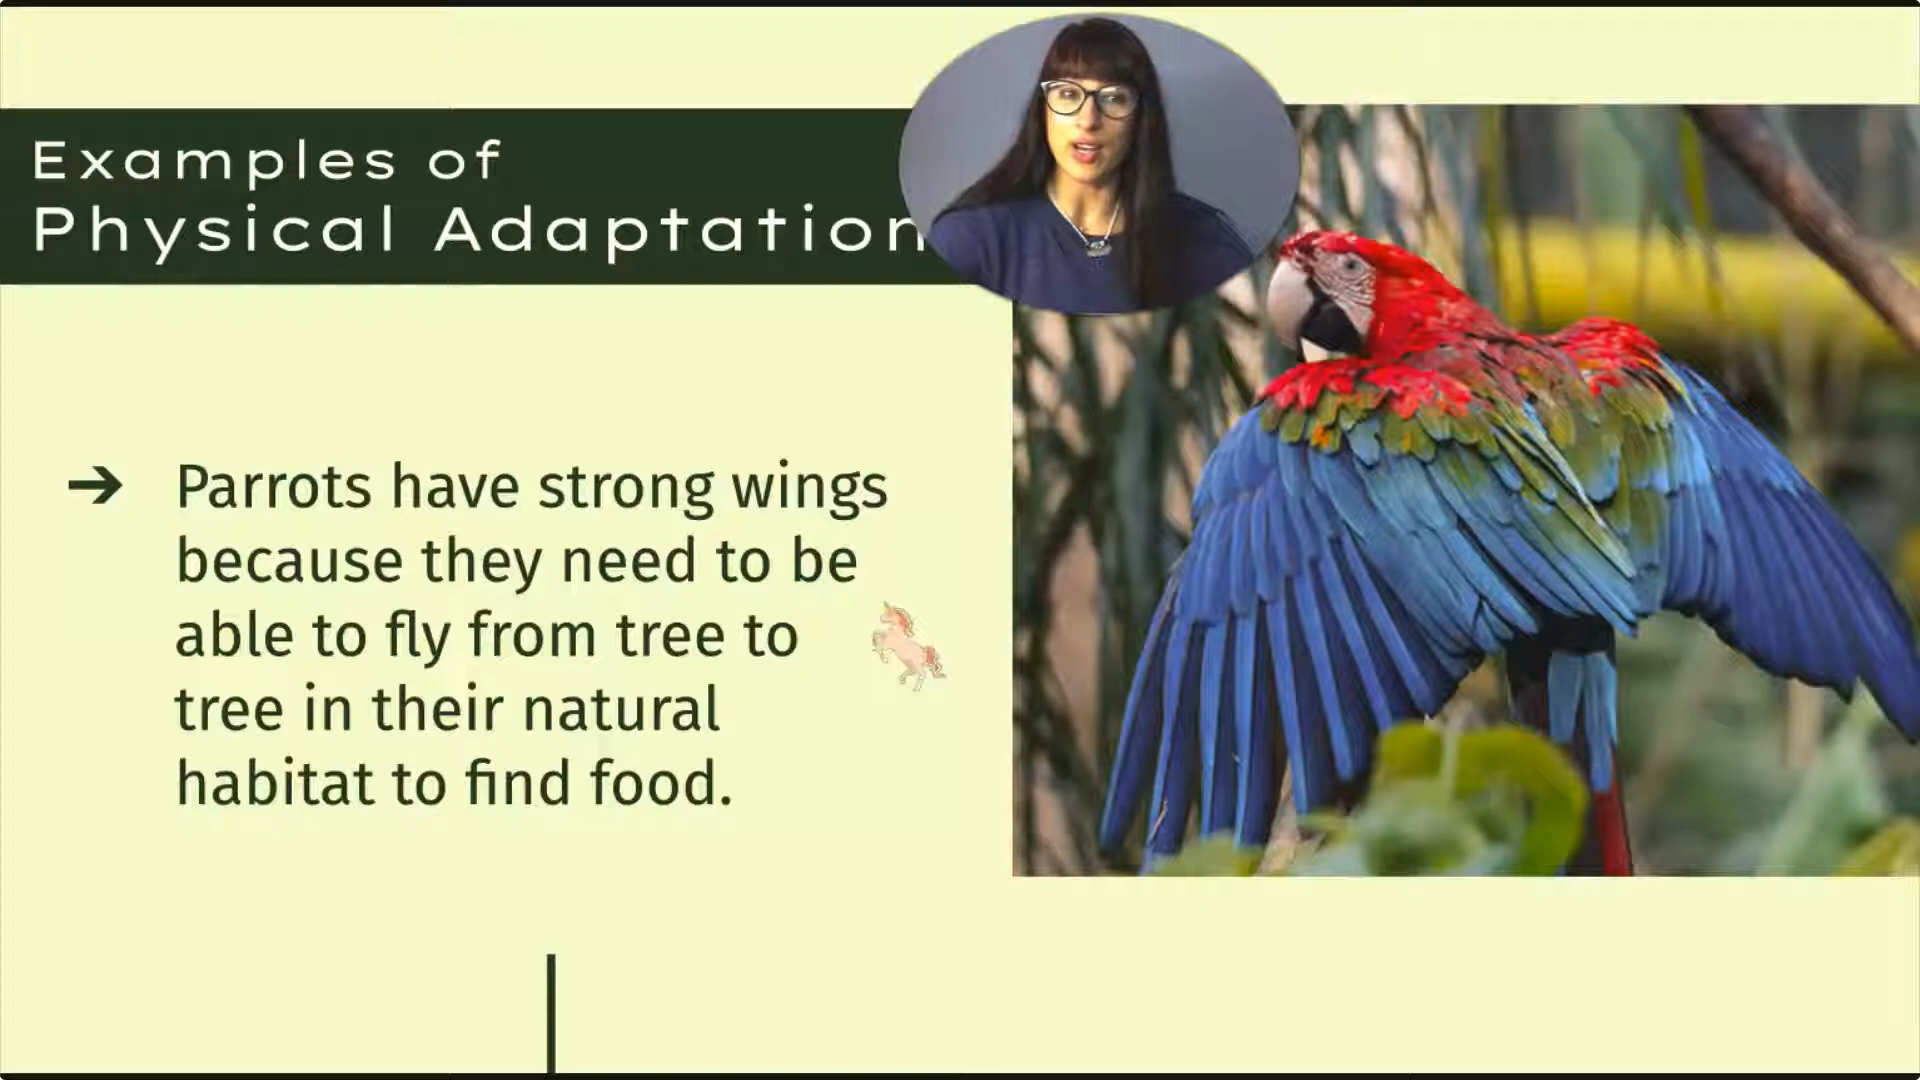 Examples of
Physical Adaptation
➔ Parrots have strong wings
because they need to be
able to fly from tree to
tree in their natural
habitat to find food.